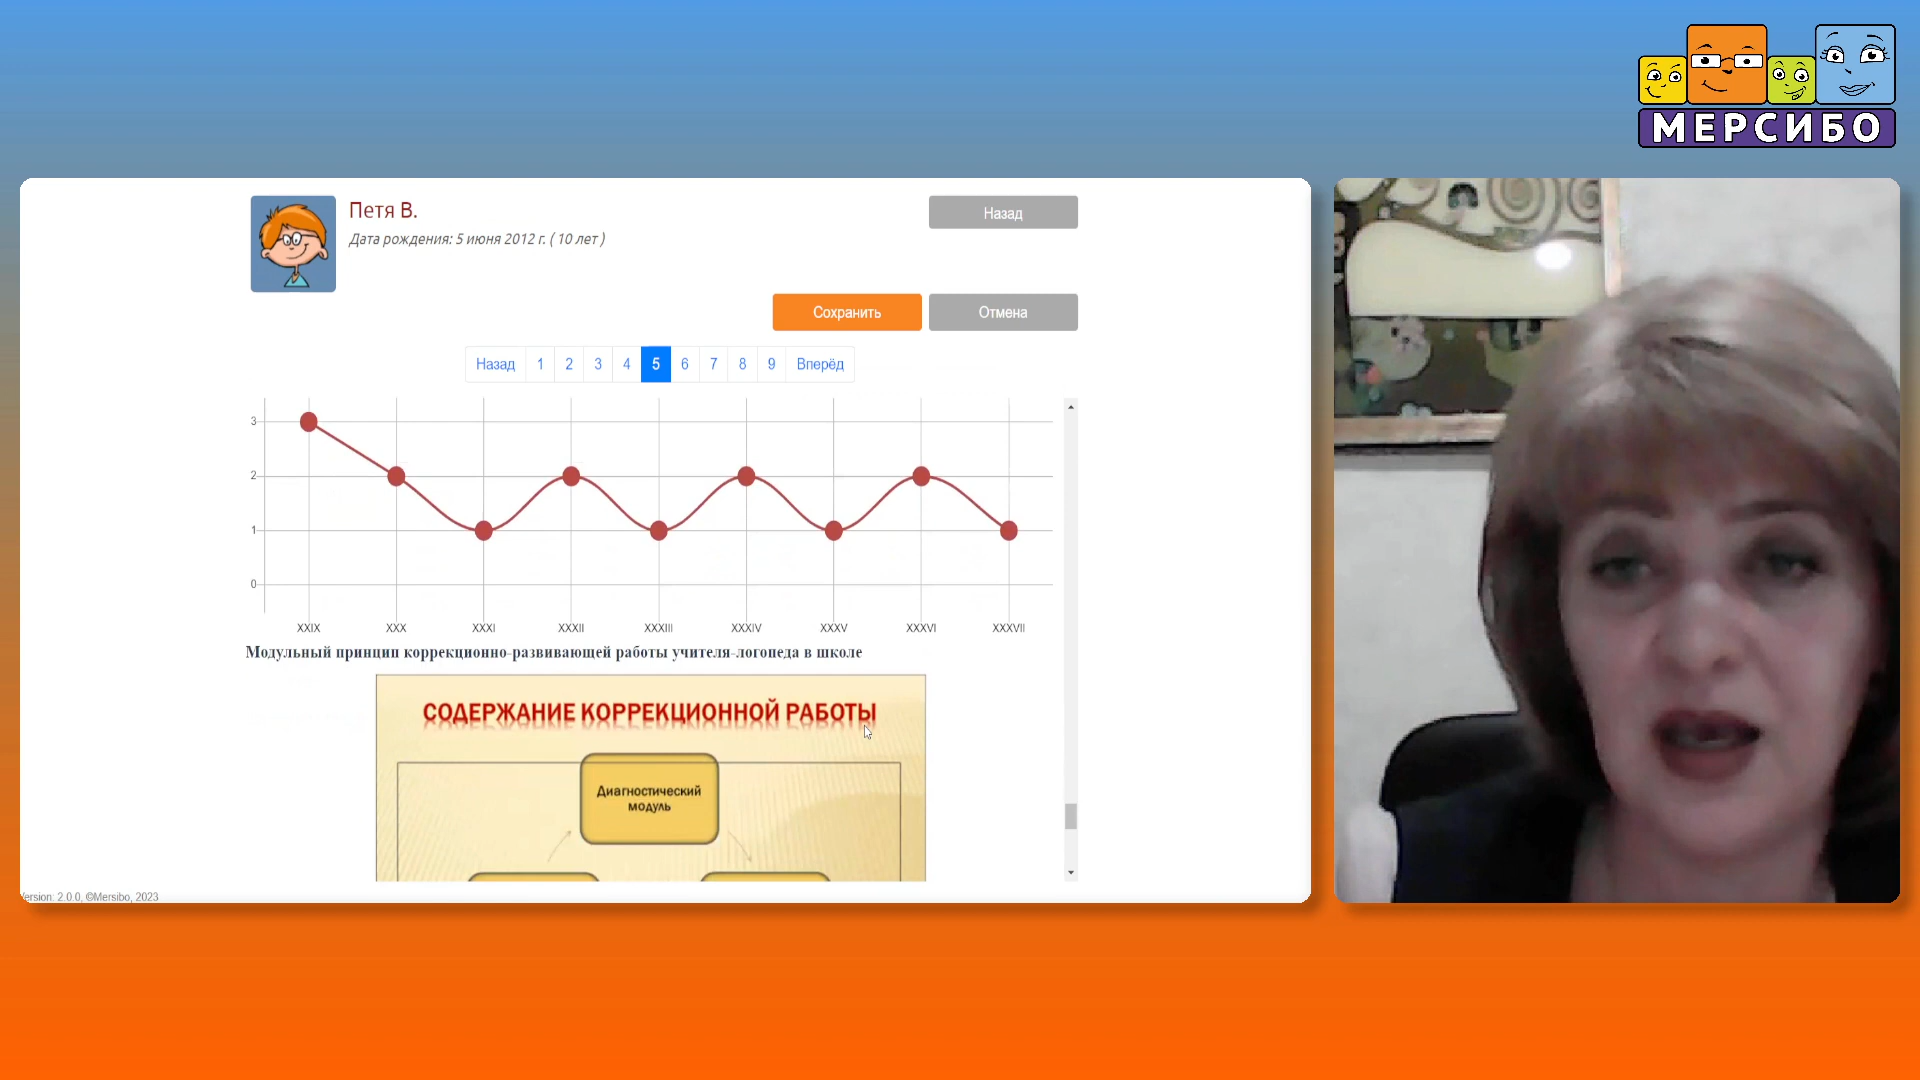 МЕРСИБО
Петя В.
Дата рождения: 5 июня 2012 г. ( 10 лет )
Назад
Сохранить
Отмена
Назад 1 2 3 4 5 6 7 8 9 Вперёд
3
2
1
0
XXIX XXX XXXI XXXII XXXIII XXXIV XXXV XXXVI XXXVII
Модульный принцип коррекционно-развивающей работы учителя-логопеда в школе
СОДЕРЖАНИЕ КОРРЕКЦИОННОЙ РАБОТЫ
Диагностический
модуль
ersion: 2.0.0, ©Mersibo, 2023